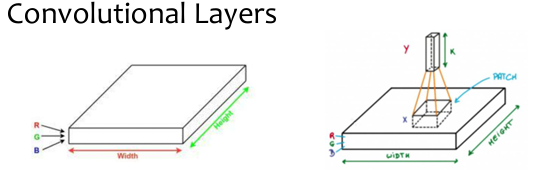 Convolutional Layers
R
G
B
Width
Height
Y
K
PATCH
X
R
G
B
WIDTH
HEIGHT